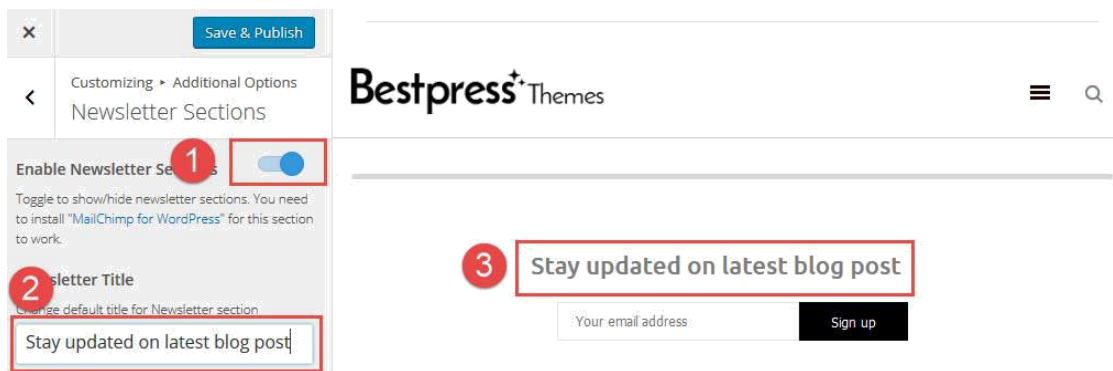 Save & Publish
Customizing ▸ Additional Options
Newsletter Sections
1
Enable Newsletter Se s
Toggle to show/hide newsletter sections. You need
to install "MailChimp for WordPress" for this section
to work.
2
sletter Title
Change default title for Newsletter section
Stay updated on latest blog post
Bestpress Themes
3
Stay updated on latest blog post
Your email address
Sign up